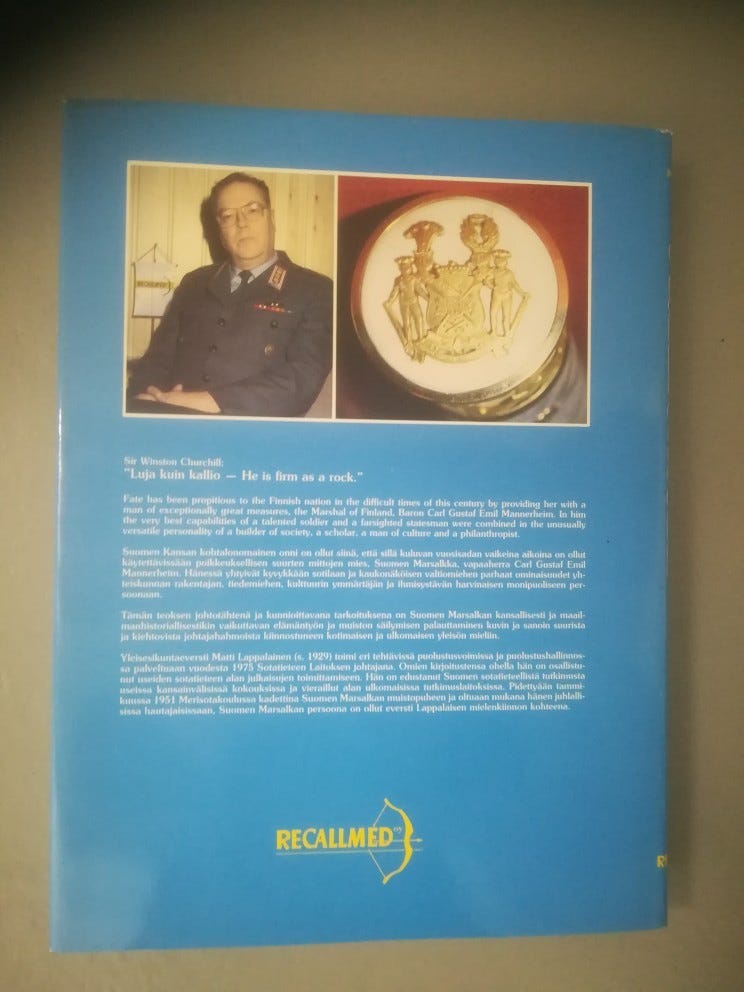 RECALLMED
Sir Winston Churchill:
"Luja kuin kallio — He is firm as a rock."
Fate has been propitious to the Finnish nation in the difficult times of this century by providing her with a
man of exceptionally great measures, the Marshal of Finland, Baron Carl Gustaf Emil Mannerheim. In him
the very best capabilities of a talented soldier and a farsighted statesman were combined in the unusually
versatile personality of a builder of society, a scholar, a man of culture and a philanthropist.
Suomen Kansan kohtalonomainen onni on ollut siinä, että sillä kuluvan vuosisadan vaikeina aikoina on ollut
käytettävissään poikkeuksellisen suurten mittojen mies, Suomen Marsalkka, vapaaherra Carl Gustaf Emil
Mannerheim. Hänessä yhtyivät kyvykkään sotilaan ja kaukonäköisen valtiomiehen parhaat ominaisuudet yh-
teiskunnan rakentajan, tiedemiehen, kulttuurin ymmärtäjän ja ihmisystävän harvinaisen monipuoliseen per-
soonaan.
Tämän teoksen johtotähtenä ja kunnioittavana tarkoituksena on Suomen Marsalkan kansallisesti ja maail-
manhistoriallisestikin vaikuttavan elämäntyön ja muiston säilymisen palauttaminen kuvin ja sanoin suurista
ja kiehtovista johtajahahmoista kiinnostuneen kotimaisen ja ulkomaisen yleisön mieliin.
Yleisesikuntaeversti Matti Lappalainen (s. 1929) toimi eri tehtävissä puolustusvoimissa ja puolustushallinnos-
sa palveltuaan vuodesta 1975 Sotatieteen Laitoksen johtajana. Omien kirjoitustensa ohella hän on osallistu-
nut useiden sotatieteen alan julkaisujen toimittamiseen. Hän on edustanut Suomen sotatieteellistä tutkimusta
useissa kansainvälisissä kokouksissa ja vieraillut alan ulkomaisissa tutkimuslaitoksissa. Pidettyään tammi-
kuussa 1951 Merisotakoulussa kadettina Suomen Marsalkan muistopuheen ja oltuaan mukana hänen juhlalli-
sissa hautajaisissaan, Suomen Marsalkan persoona on ollut eversti Lappalaisen mielenkiinnon kohteena.
RECALLMED oy